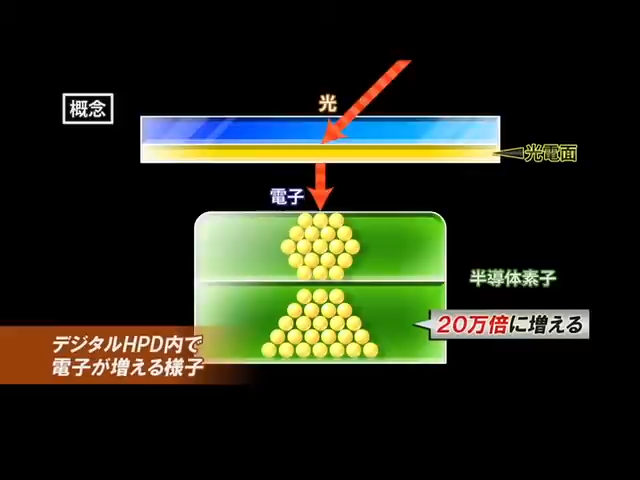 概念
光
光電面
電子
半導体素子
20万倍に増える
デジタルHPD内で
電子が増える様子